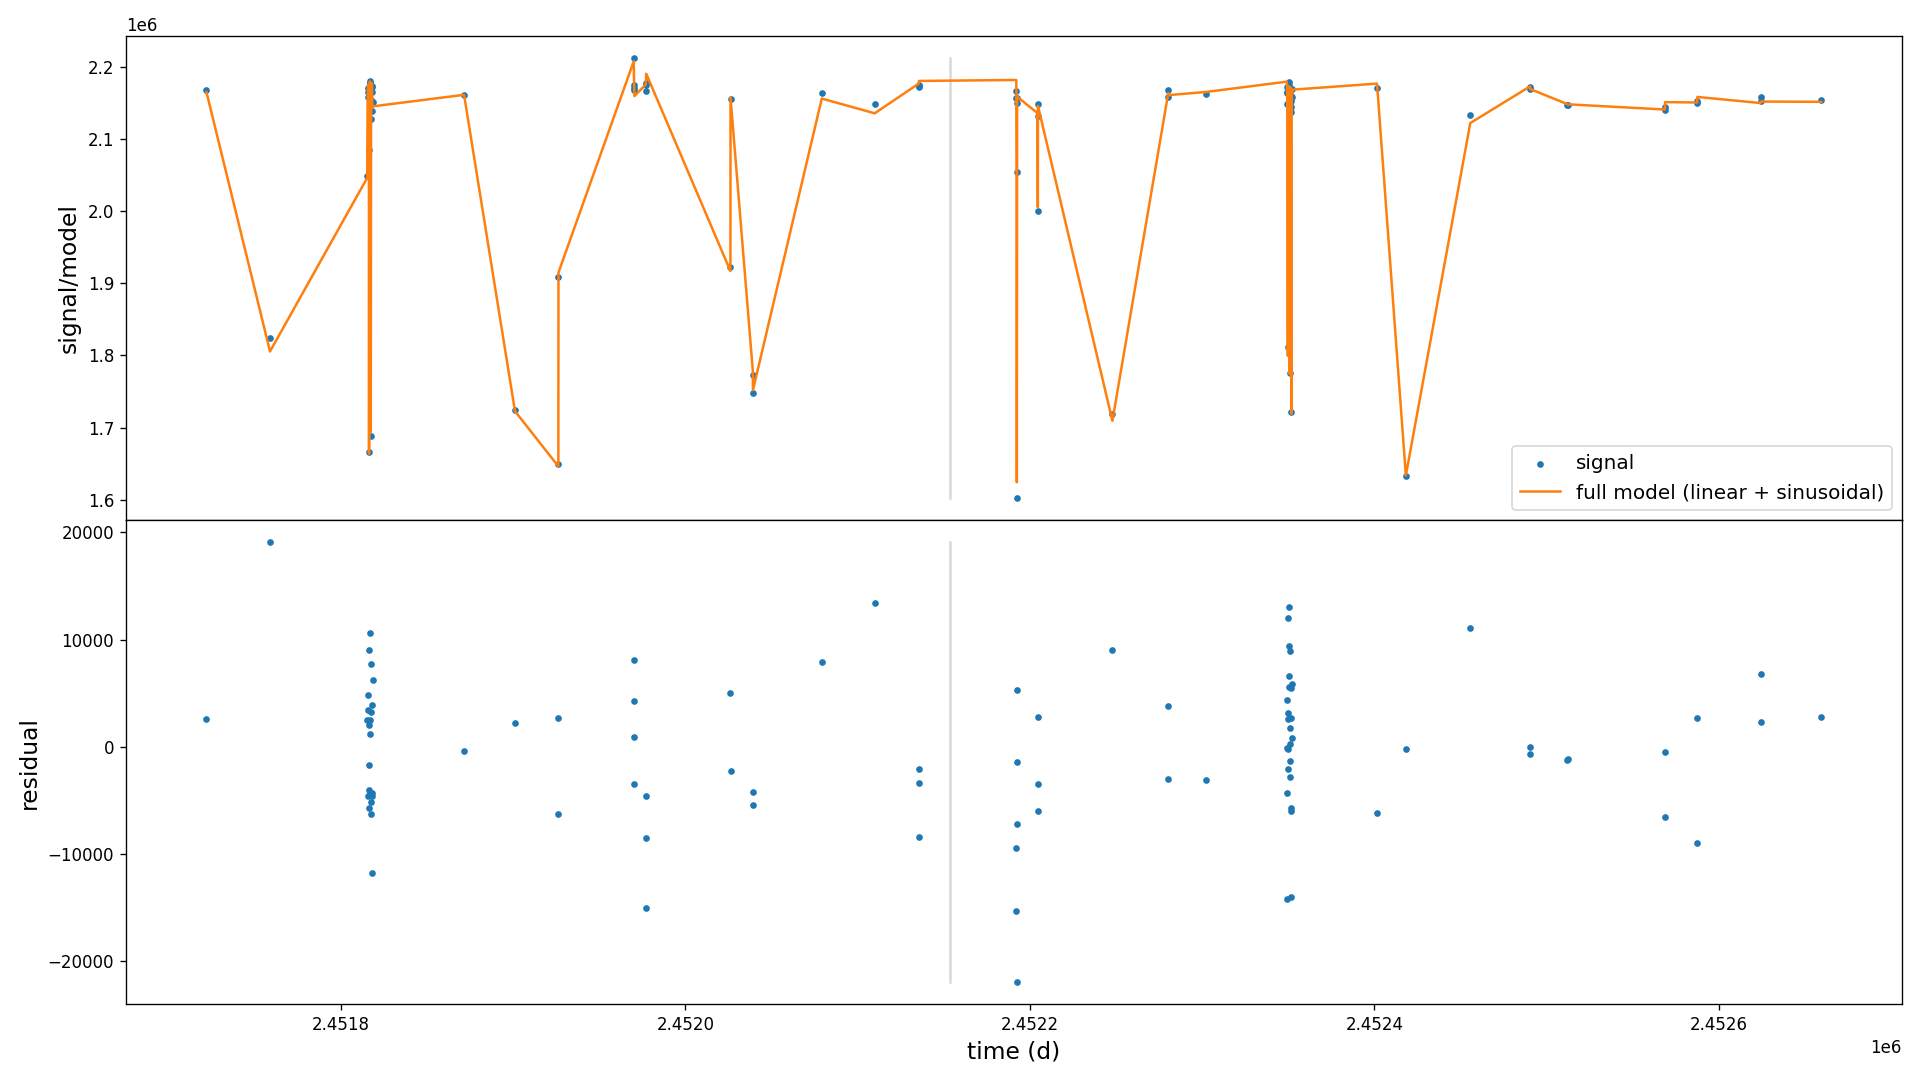 1e6
2.2
2.1
2.0
1.9
1.8
1.7
1.6
signal/model
signal
full model (linear + sinusoidal)
20000
10000
0
−10000
−20000
residual
2.4518
2.4520
2.4522
2.4524
2.4526
time (d)
1e6